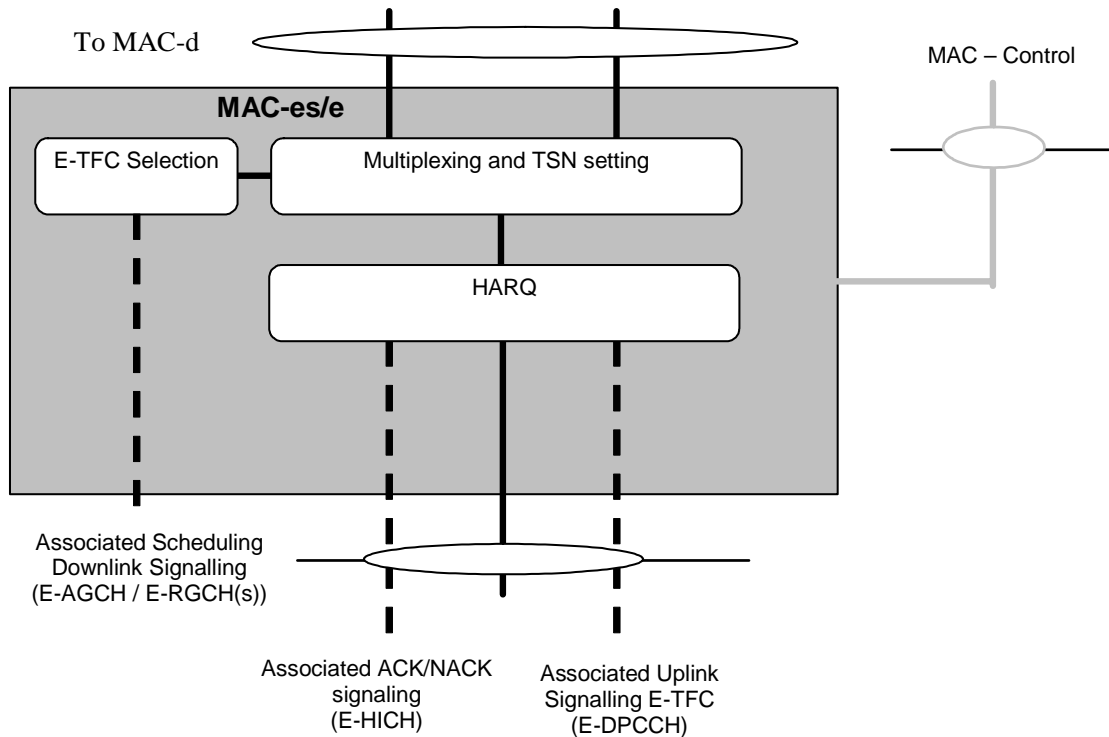 To MAC-d
MAC – Control
MAC-es/e
E-TFC Selection
Multiplexing and TSN setting
HARQ
Associated Scheduling
Downlink Signalling
(E-AGCH / E-RGCH(s))
Associated ACK/NACK
signaling
(E-HICH)
Associated Uplink
Signalling E-TFC
(E-DPCCH)